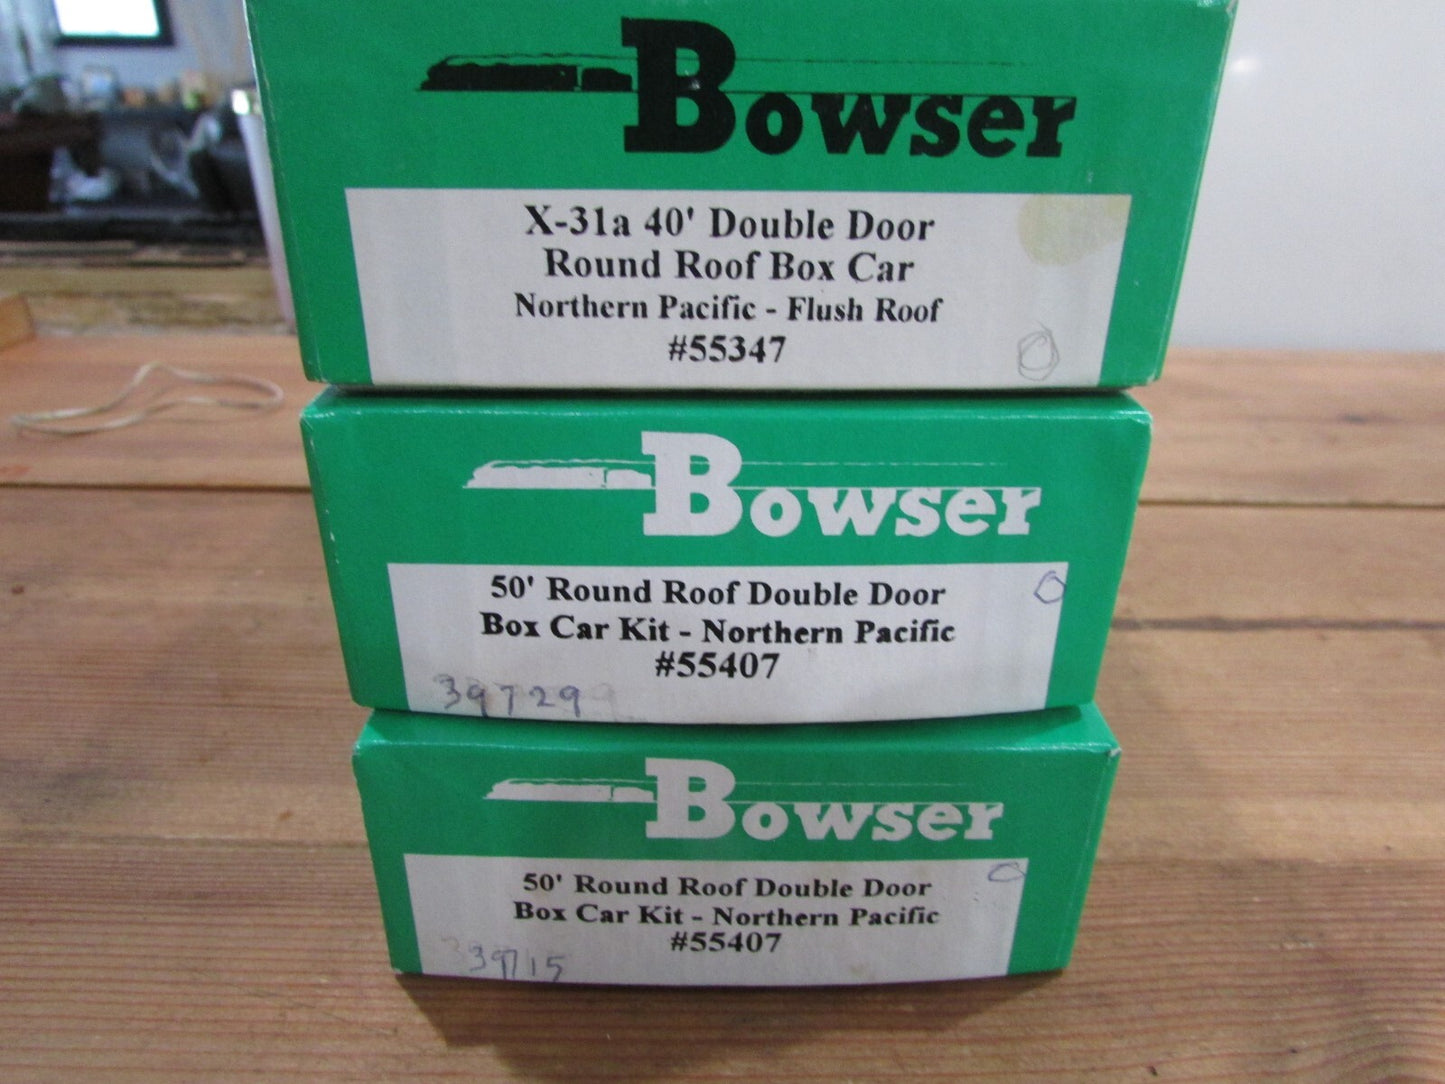 Bowser
X-31a 40' Double Door
Round Roof Box Car
Northern Pacific - Flush Roof
#55347
Bowser
50' Round Roof Double Door
Box Car Kit - Northern Pacific
#55407
39729
Bowser
50' Round Roof Double Door
Box Car Kit - Northern Pacific
#55407
39715